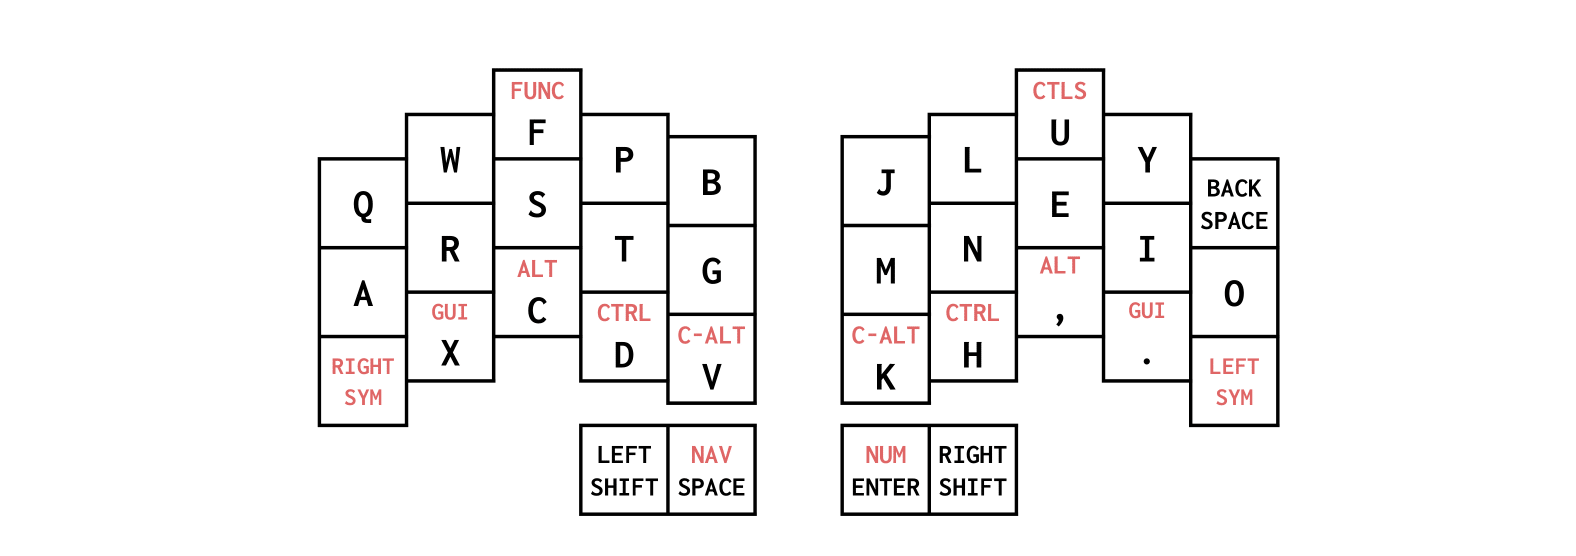 FUNC
F
W
P
B
Q
S
R
T
G
A
ALT
C
GUI
X
CTRL
D
C-ALT
V
RIGHT
SYM
LEFT
SHIFT
NAV
SPACE
CTLS
U
L
Y
J
BACK
SPACE
E
N
I
M
O
ALT
,
CTRL
H
GUI
.
C-ALT
K
LEFT
SYM
NUM
ENTER
RIGHT
SHIFT